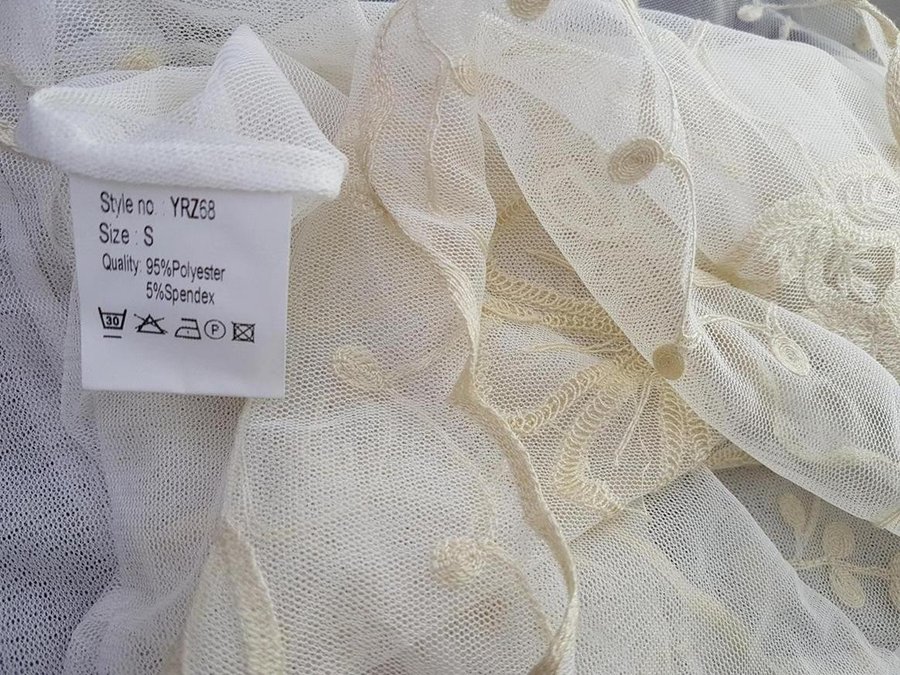 Style no : YRZ68
Size : S
Quality: 95%Polyester
5%Spendex
30 P